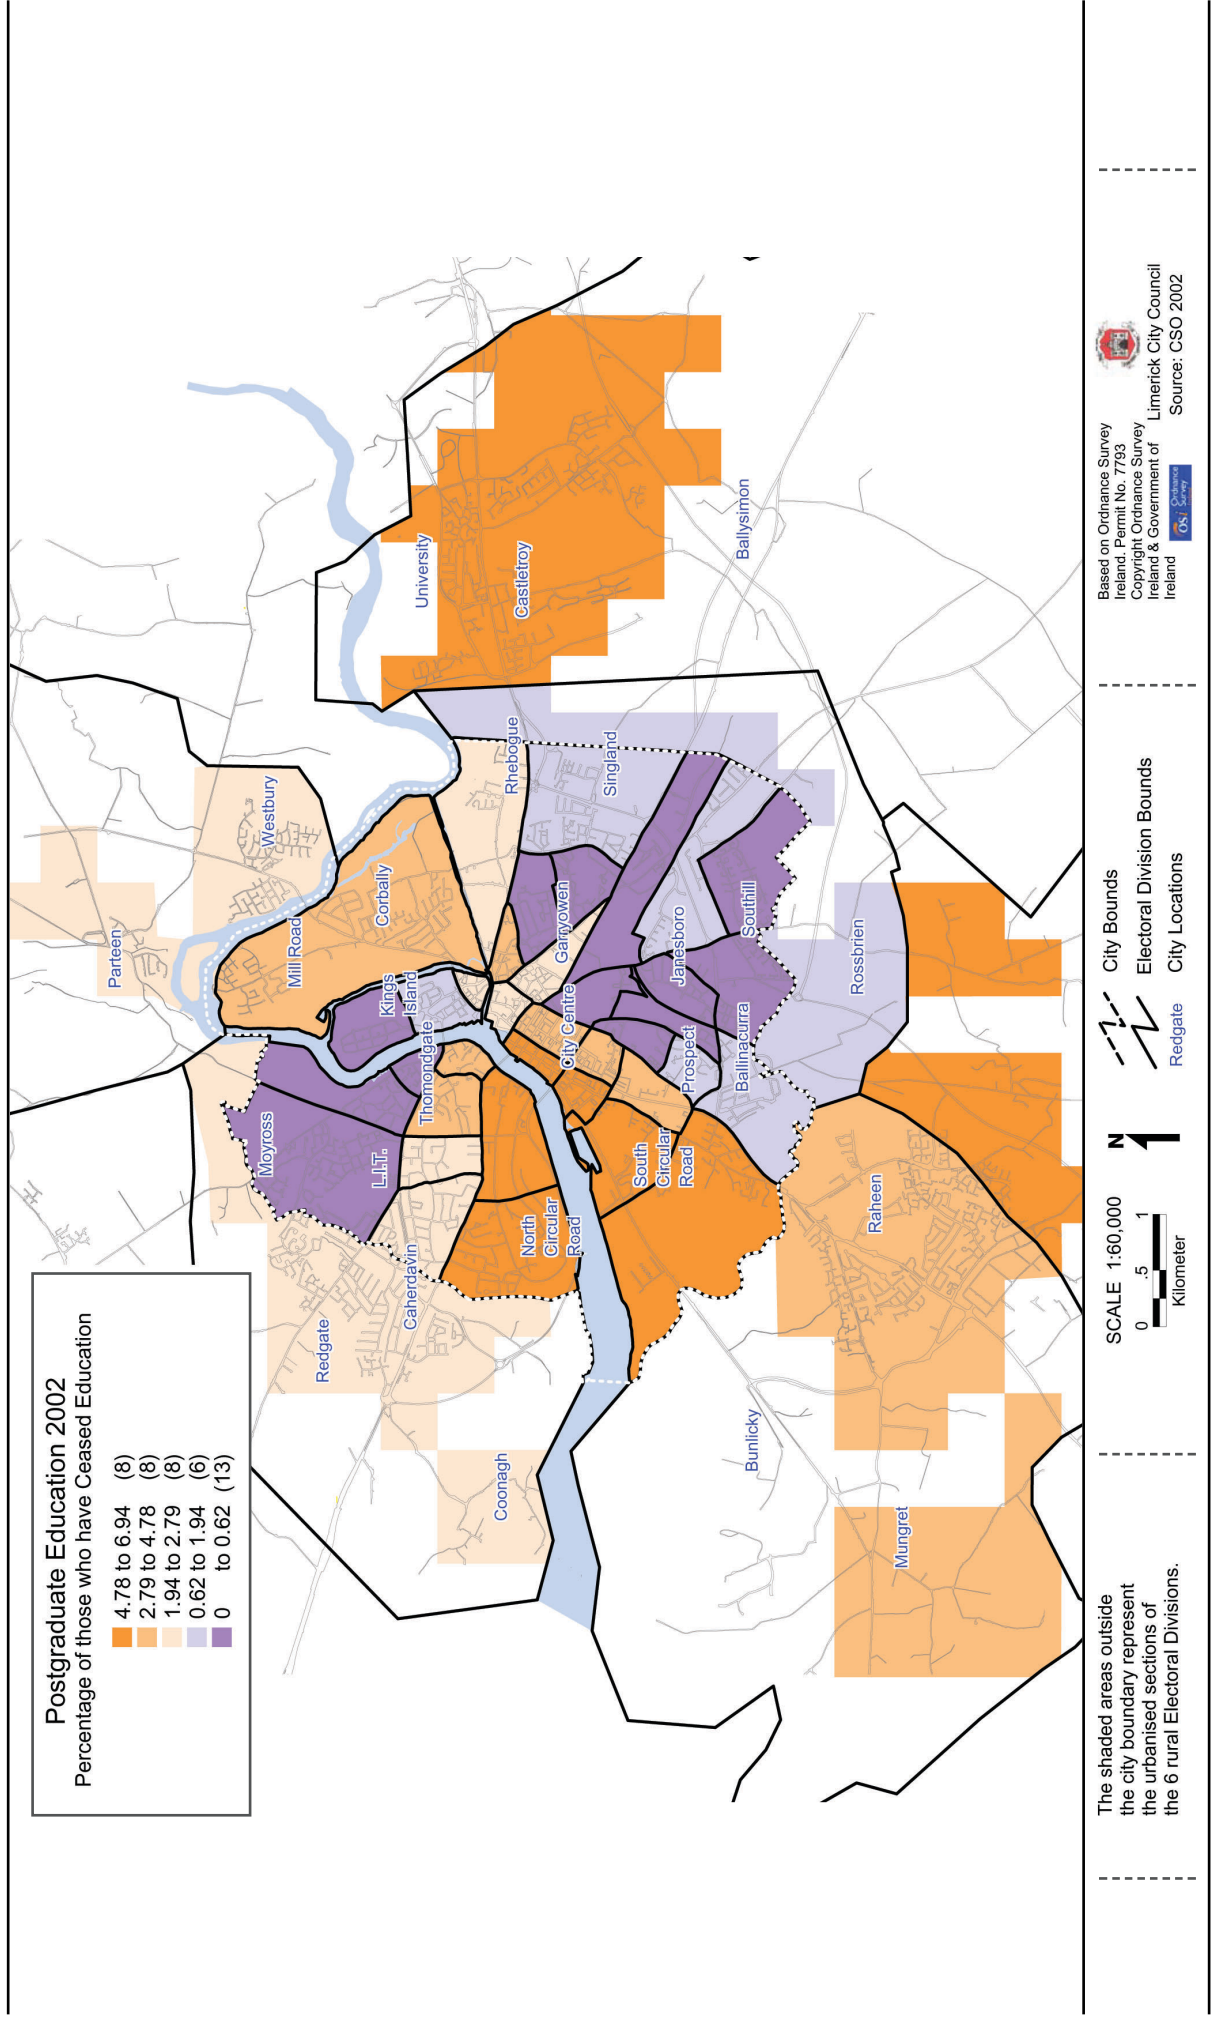 Postgraduate Education 2002
Percentage of those who have Ceased Education
4.78 to 6.94 (8)
2.79 to 4.78 (8)
1.94 to 2.79 (8)
0.62 to 1.94 (6)
0 to 0.62 (13)
Parteen
Westbury
Mill Road
Corbally
Moyross
Kings
Island
L.I.T.
Thomondgate
Redgate
Caherdavin
Coonagh
North
Circular
Road
University
Castletroy
Rhebogue
Singland
Garryowen
City Centre
Ballysimon
South
Circular
Road
Prospect
Janesboro
Southill
Ballinacurra
Bunlicky
Rossbrien
Raheen
Mungret
The shaded areas outside
the city boundary represent
the urbanised sections of
the 6 rural Electoral Divisions.
SCALE 1:60,000
0 .5 1
Kilometer
N
City Bounds
Electoral Division Bounds
Redgate City Locations
Based on Ordnance Survey
Ireland. Permit No. 7793
Copyright Ordnance Survey
Ireland & Government of
Ireland
OSi Ordnance
Survey
Limerick City Council
Source: CSO 2002